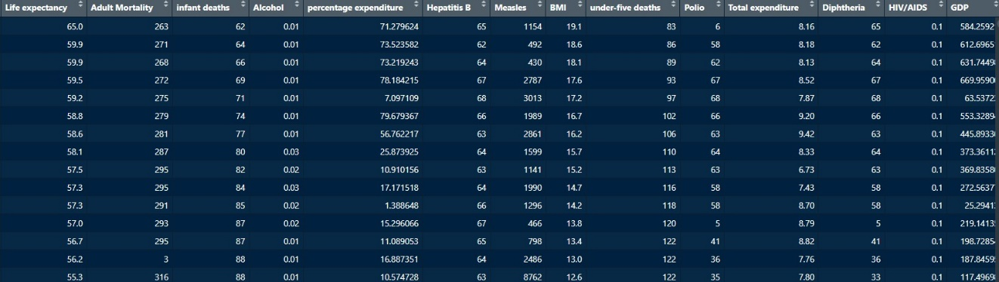 Life expectancy Adult Mortality infant deaths Alcohol percentage expenditure Hepatitis B Measles BMI under-five deaths Polio Total expenditure Diphtheria HIV/AIDS GDP
65.0 263 62 0.01 71.279624 65 1154 19.1 83 6 8.16 65 0.1 584.2592
59.9 271 64 0.01 73.523582 62 492 18.6 86 58 8.18 62 0.1 612.6965
59.9 268 66 0.01 73.219243 64 430 18.1 89 62 8.13 64 0.1 631.7449
59.5 272 69 0.01 78.184215 67 2787 17.6 93 67 8.52 67 0.1 669.9590
59.2 275 71 0.01 7.097109 68 3013 17.2 97 68 7.87 68 0.1 63.5372
58.8 279 74 0.01 79.679367 66 1989 16.7 102 66 9.20 66 0.1 553.3289
58.6 281 77 0.01 56.762217 63 2861 16.2 106 63 9.42 63 0.1 445.8933
58.1 287 80 0.03 25.873925 64 1599 15.7 110 64 8.33 64 0.1 373.3611
57.5 295 82 0.02 10.910156 63 1141 15.2 113 63 6.73 63 0.1 369.8358
57.3 295 84 0.03 17.171518 64 1990 14.7 116 58 7.43 58 0.1 272.5637
57.3 291 85 0.02 1.388648 66 1296 14.2 118 58 8.70 58 0.1 25.2941
57.0 293 87 0.02 15.296066 67 466 13.8 120 5 8.79 5 0.1 219.1413
56.7 295 87 0.01 11.089053 65 798 13.4 122 41 8.82 41 0.1 198.7285
56.2 3 88 0.01 16.887351 64 2486 13.0 122 36 7.76 36 0.1 187.8459
55.3 316 88 0.01 10.574728 63 8762 12.6 122 35 7.80 33 0.1 117.4969